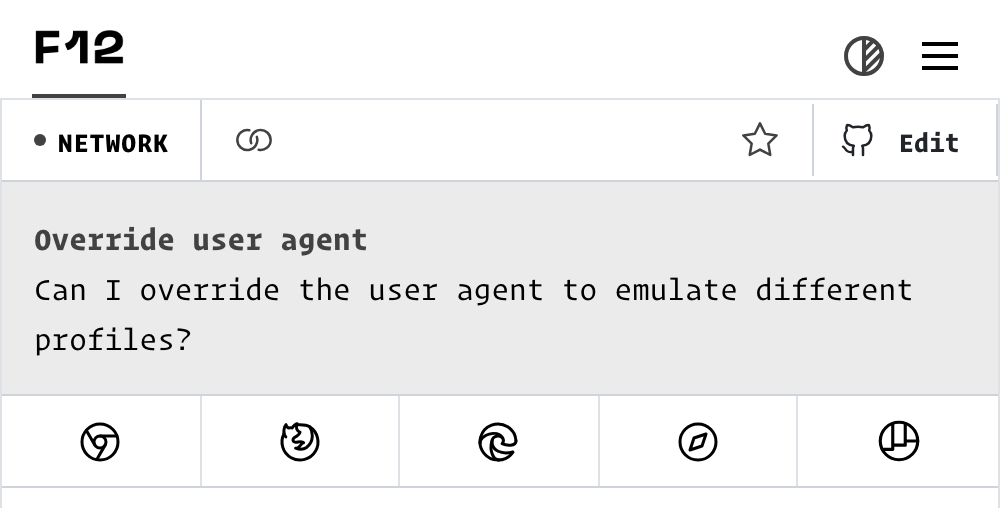 F12
NETWORK
Edit
Override user agent
Can I override the user agent to emulate different
profiles?